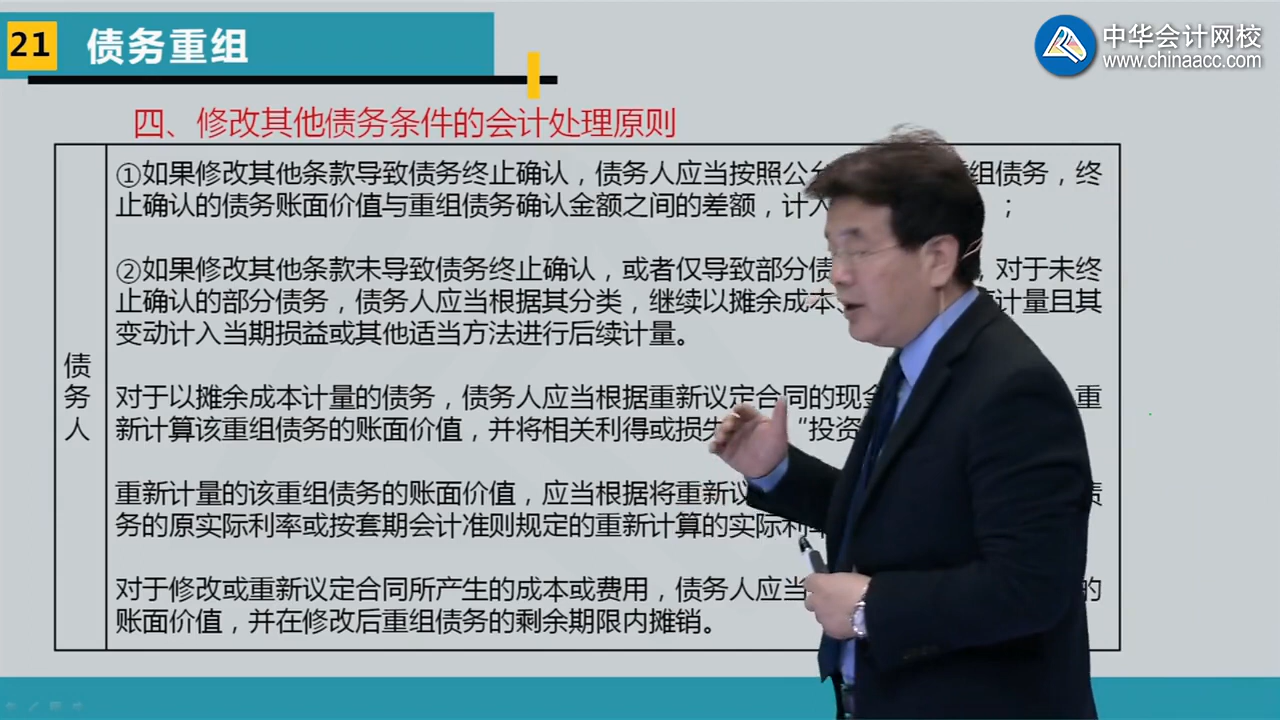 21 债务重组
中华会计网校
www.chinaacc.com
四、修改其他债务条件的会计处理原则
债务人
①如果修改其他条款导致债务终止确认，债务人应当按照公 组债务，终
止确认的债务账面价值与重组债务确认金额之间的差额，计入 ；
②如果修改其他条款未导致债务终止确认，或者仅导致部分债 ，对于未终
止确认的部分债务，债务人应当根据其分类，继续以摊余成本、 计量且其
变动计入当期损益或其他适当方法进行后续计量。
对于以摊余成本计量的债务，债务人应当根据重新议定合同的现金 重
新计算该重组债务的账面价值，并将相关利得或损失 “投资
重新计量的该重组债务的账面价值，应当根据将重新议 债
务的原实际利率或按套期会计准则规定的重新计算的实际利率
对于修改或重新议定合同所产生的成本或费用，债务人应当 的
账面价值，并在修改后重组债务的剩余期限内摊销。